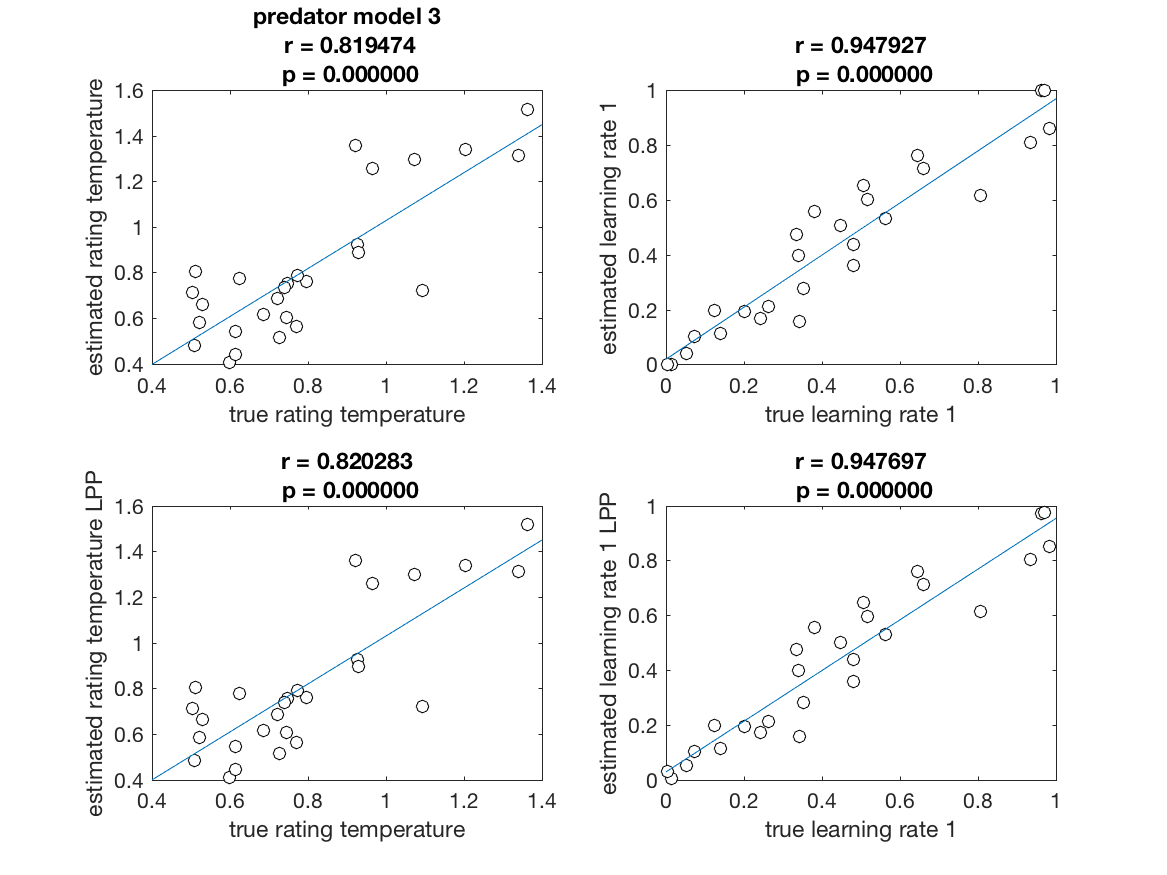 predator model 3
r = 0.819474
p = 0.000000
estimated rating temperature
1.6
1.4
1.2
1
0.8
0.6
0.4
0.4 0.6 0.8 1 1.2 1.4
true rating temperature
r = 0.947927
p = 0.000000
estimated learning rate 1
1
0.8
0.6
0.4
0.2
0
0 0.2 0.4 0.6 0.8 1
true learning rate 1
r = 0.820283
p = 0.000000
estimated rating temperature LPP
1.6
1.4
1.2
1
0.8
0.6
0.4
0.4 0.6 0.8 1 1.2 1.4
true rating temperature
r = 0.947697
p = 0.000000
estimated learning rate 1 LPP
1
0.8
0.6
0.4
0.2
0
0 0.2 0.4 0.6 0.8 1
true learning rate 1